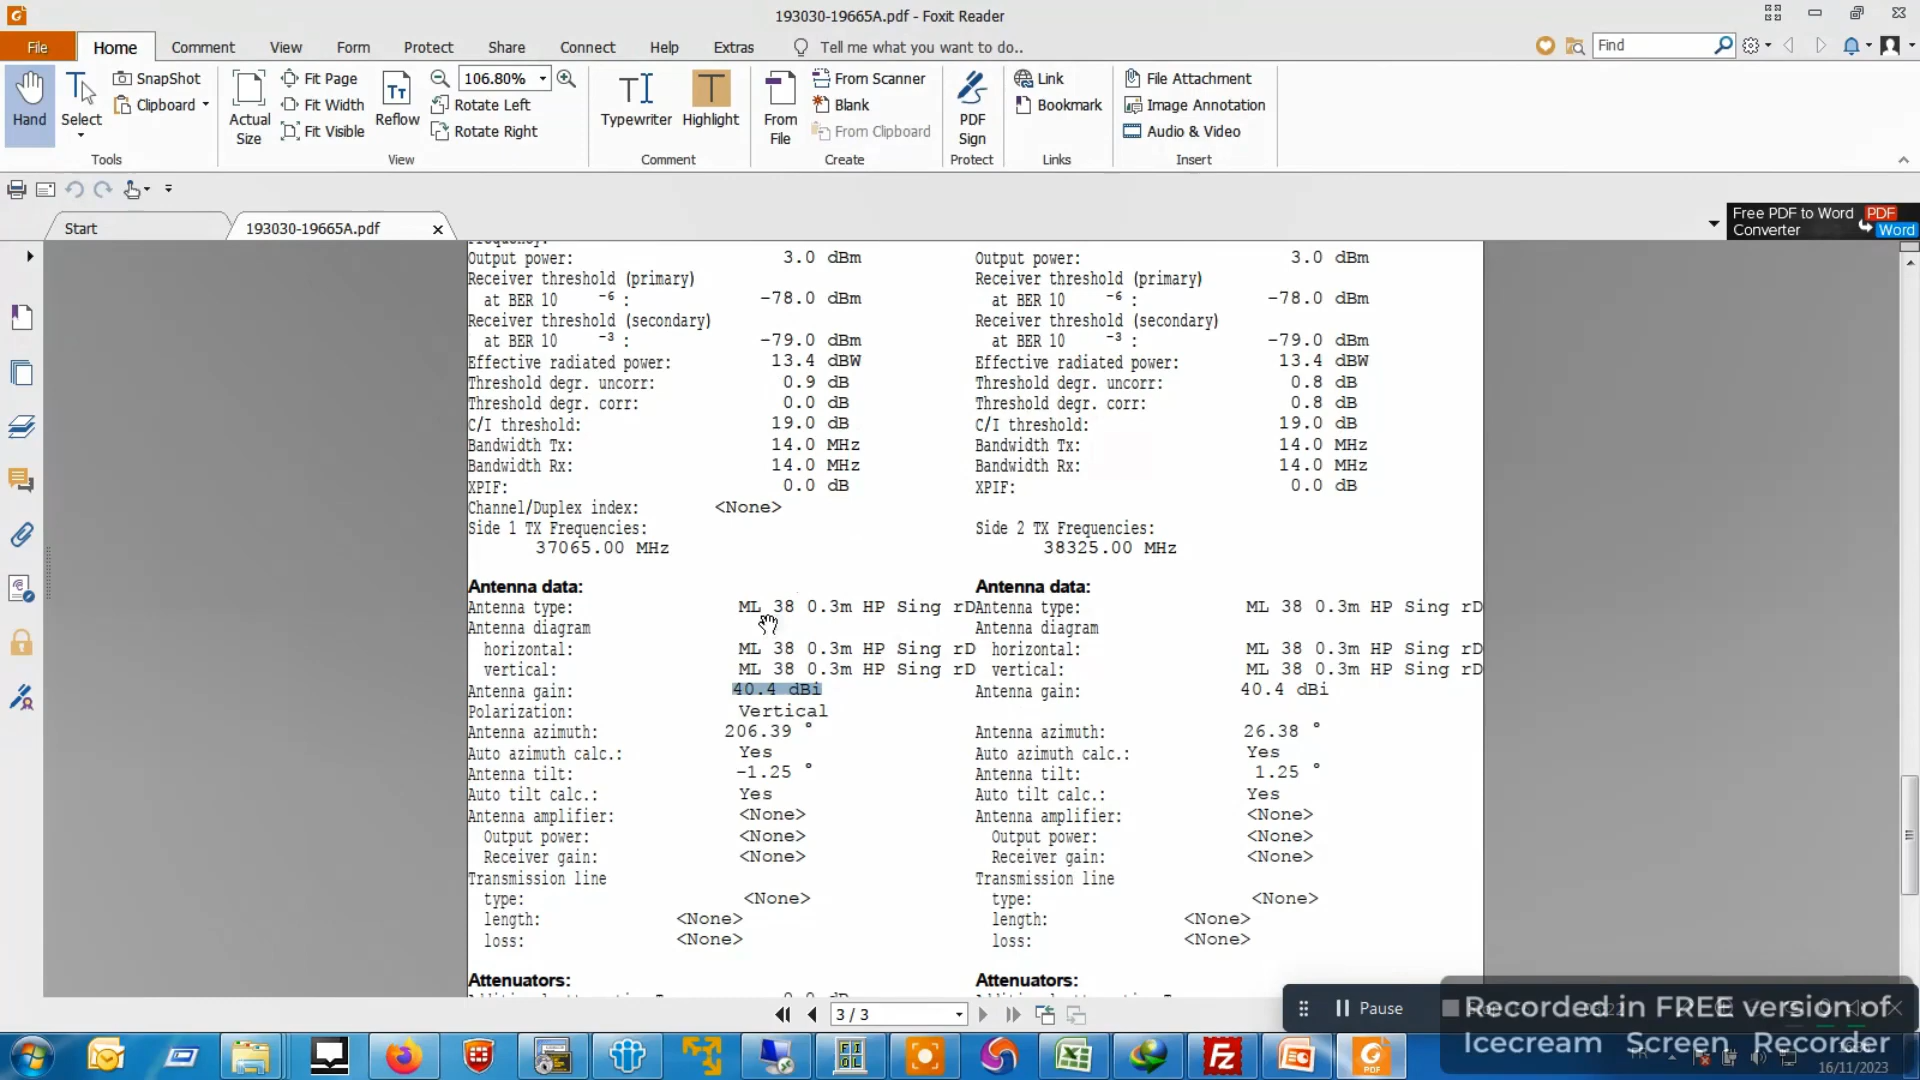 193030-19665A.pdf - Foxit Reader
File Home Comment View Form Protect Share Connect Help Extras Tell me what you want to do.. Find
Hand
Select
SnapShot
Clipboard
Tools
Actual Size
Fit Page
Fit Width
Fit Visible
Reflow
106.80%
Rotate Left
Rotate Right
View
Typewriter
Highlight
Comment
From File
From Scanner
Blank
From Clipboard
Create
PDF Sign
Protect
Link
Bookmark
Links
File Attachment
Image Annotation
Audio & Video
Insert
Start
193030-19665A.pdf
Free PDF to Word Converter
PDF
Word
Output power: 3.0 dBm Output power: 3.0 dBm
Receiver threshold (primary) Receiver threshold (primary)
at BER 10 -6 : -78.0 dBm at BER 10 -6 : -78.0 dBm
Receiver threshold (secondary) Receiver threshold (secondary)
at BER 10 -3 : -79.0 dBm at BER 10 -3 : -79.0 dBm
Effective radiated power: 13.4 dBW Effective radiated power: 13.4 dBW
Threshold degr. uncorr: 0.9 dB Threshold degr. uncorr: 0.8 dB
Threshold degr. corr: 0.0 dB Threshold degr. corr: 0.8 dB
C/I threshold: 19.0 dB C/I threshold: 19.0 dB
Bandwidth Tx: 14.0 MHz Bandwidth Tx: 14.0 MHz
Bandwidth Rx: 14.0 MHz Bandwidth Rx: 14.0 MHz
XPIF: 0.0 dB XPIF: 0.0 dB
Channel/Duplex index: <None>
Side 1 TX Frequencies: Side 2 TX Frequencies:
37065.00 MHz 38325.00 MHz
Antenna data: Antenna data:
Antenna type: ML 38 0.3m HP Sing rD Antenna type: ML 38 0.3m HP Sing rD
Antenna diagram Antenna diagram
horizontal: ML 38 0.3m HP Sing rD horizontal: ML 38 0.3m HP Sing rD
vertical: ML 38 0.3m HP Sing rD vertical: ML 38 0.3m HP Sing rD
Antenna gain: 40.4 dBi Antenna gain: 40.4 dBi
Polarization: Vertical
Antenna azimuth: 206.39 ° Antenna azimuth: 26.38 °
Auto azimuth calc.: Yes Auto azimuth calc.: Yes
Antenna tilt: -1.25 ° Antenna tilt: 1.25 °
Auto tilt calc.: Yes Auto tilt calc.: Yes
Antenna amplifier: <None> Antenna amplifier: <None>
Output power: <None> Output power: <None>
Receiver gain: <None> Receiver gain: <None>
Transmission line Transmission line
type: <None> type: <None>
length: <None> length: <None>
loss: <None> loss: <None>
Attenuators: Attenuators:
3 / 3
Pause
Recorded in FREE version of
Icecream Screen Recorder
16/11/2023